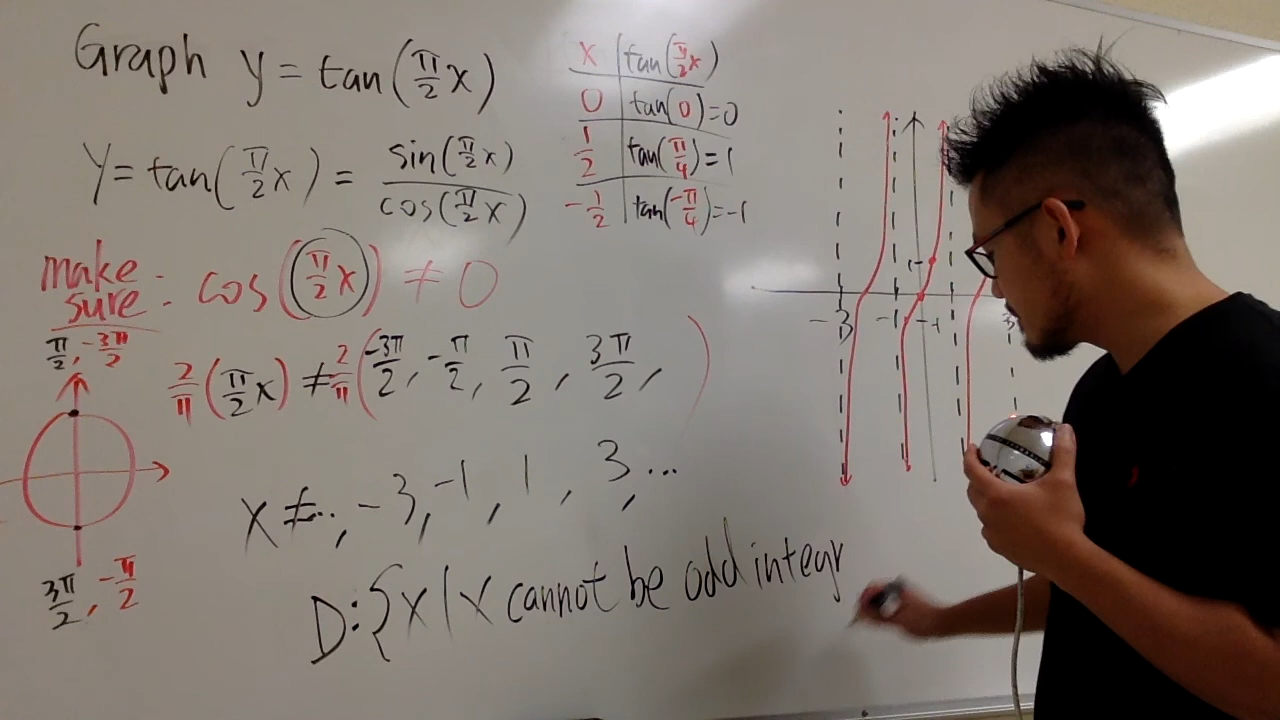 Graph y = tan(π/2 x)
y = tan(π/2 x) = sin(π/2 x) / cos(π/2 x)
make sure: cos(π/2 x) ≠ 0
π/2, -3π/2
2/π (π/2 x) ≠ 2/π (-3π/2, -π/2, π/2, 3π/2, )
x ≠ .., -3, -1, 1, 3, ...
3π/2, -π/2
D: {x | x cannot be odd integr
x | tan(π/2 x)
0 | tan(0) = 0
1/2 | tan(π/4) = 1
-1/2 | tan(-π/4) = -1
-3 -1 3